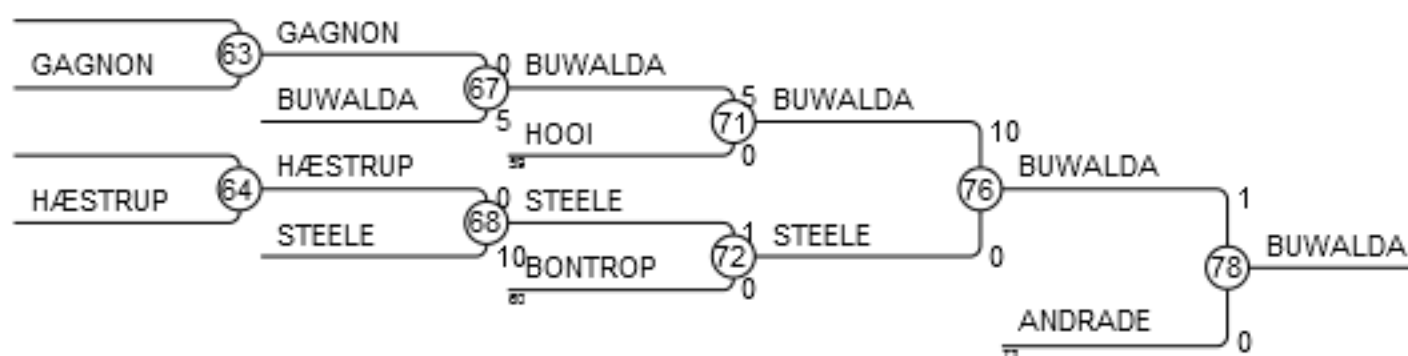 GAGNON
63
GAGNON
0
BUWALDA
67
BUWALDA
5
5
BUWALDA
HOOI
71
0
10
HÆSTRUP
64
HÆSTRUP
0
STEELE
68
STEELE
10
1
STEELE
BONTROP
72
0
0
76
BUWALDA
1
78
BUWALDA
ANDRADE
0